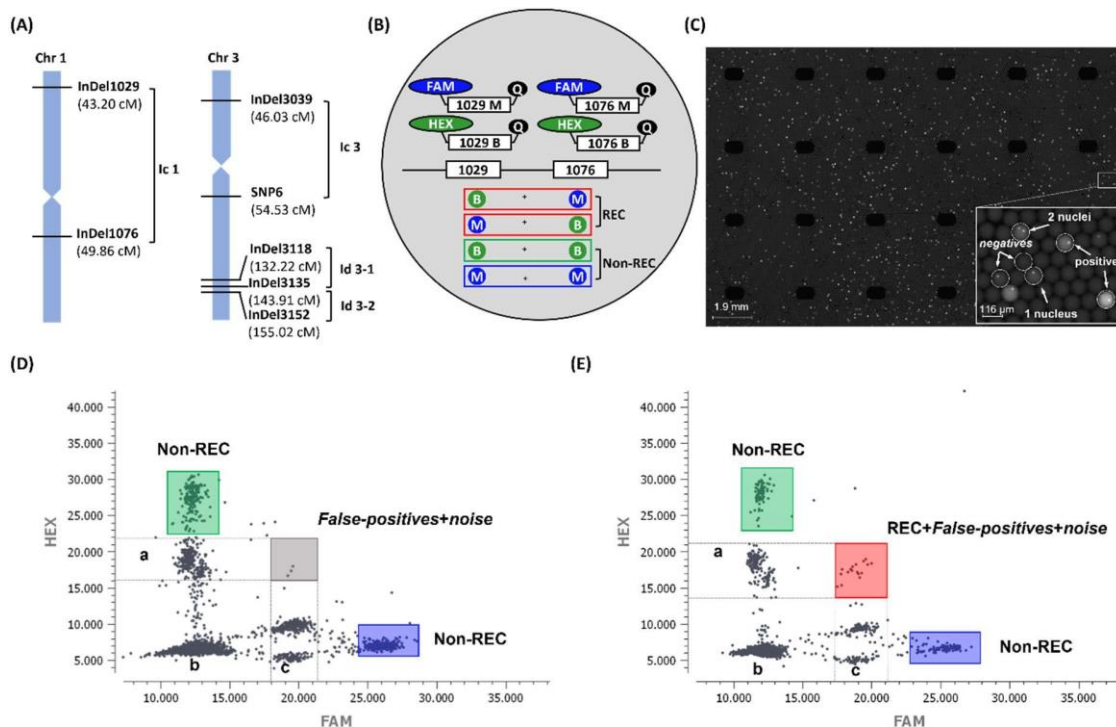 (A)
Chr 1
InDel1029
(43.20 cM)
Ic 1
InDel1076
(49.86 cM)
Chr 3
InDel3039
(46.03 cM)
Ic 3
SNP6
(54.53 cM)
InDel3118
(132.22 cM)
Id 3-1
InDel3135
(143.91 cM)
Id 3-2
InDel3152
(155.02 cM)
(B)
FAM Q FAM Q
1029 M 1076 M
HEX Q HEX Q
1029 B 1076 B
1029 1076
B + M
REC
M + B
B + B
Non-REC
M + M
(C)
2 nuclei
negatives
positive
1 nucleus
116 μm
1.9 mm
(D)
40.000
35.000
Non-REC
30.000
False-positives+noise
25.000
HEX
a
20.000
15.000
10.000
Non-REC
5.000
b c
10.000 15.000 20.000 25.000 30.000 35.000
FAM
(E)
40.000
35.000
Non-REC
30.000
REC+False-positives+noise
25.000
HEX
a
20.000
15.000
10.000
Non-REC
5.000
b c
10.000 15.000 20.000 25.000 30.000 35.000
FAM